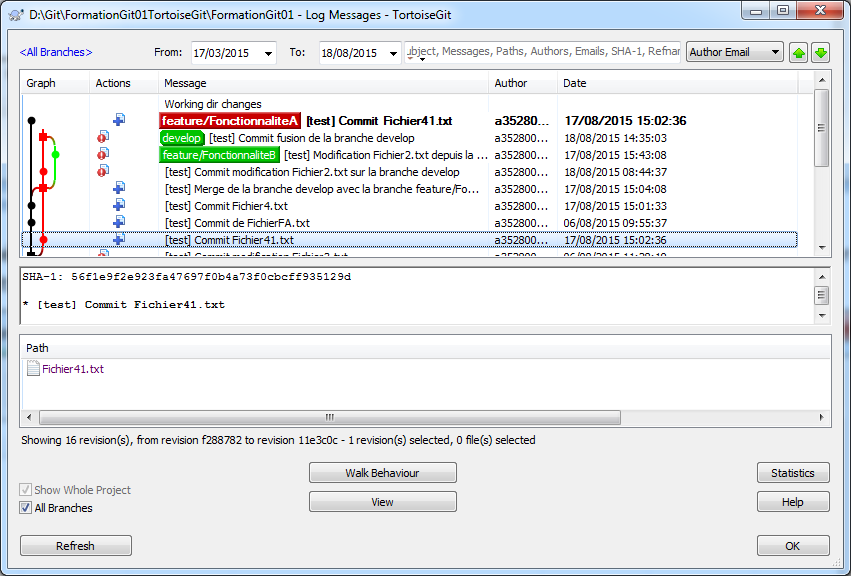 D:\Git\FormationGit01TortoiseGit\FormationGit01 - Log Messages - TortoiseGit
<All Branches> From: 17/03/2015 To: 18/08/2015 Messages, Paths, Authors, Emails, SHA-1, Author Email
Graph Actions Message Author Date
Working dir changes
feature/FonctionnaliteA [test] Commit Fichier41.txt a35280... 17/08/2015 15:02:36
develop [test] Commit fusion de la branche develop a352800... 18/08/2015 14:35:03
feature/FonctionnaliteB [test] Modification Fichier2.txt depuis la ... a352800... 17/08/2015 15:43:08
[test] Commit modification Fichier2.txt sur la branche develop a352800... 18/08/2015 08:44:37
[test] Merge de la branche develop avec la branche feature/Fo... a352800... 17/08/2015 15:04:08
[test] Commit Fichier4.txt a352800... 17/08/2015 15:01:33
[test] Commit de FichierFA.txt a352800... 06/08/2015 09:55:37
[test] Commit Fichier41.txt a352800... 17/08/2015 15:02:36
SHA-1: 56f1e9f2e923fa47697f0b4a73f0cbcff935129d
* [test] Commit Fichier41.txt
Path
Fichier41.txt
Showing 16 revision(s), from revision f288782 to revision 11e3c0c - 1 revision(s) selected, 0 file(s) selected
Walk Behaviour Statistics
Show Whole Project
View Help
All Branches
Refresh OK